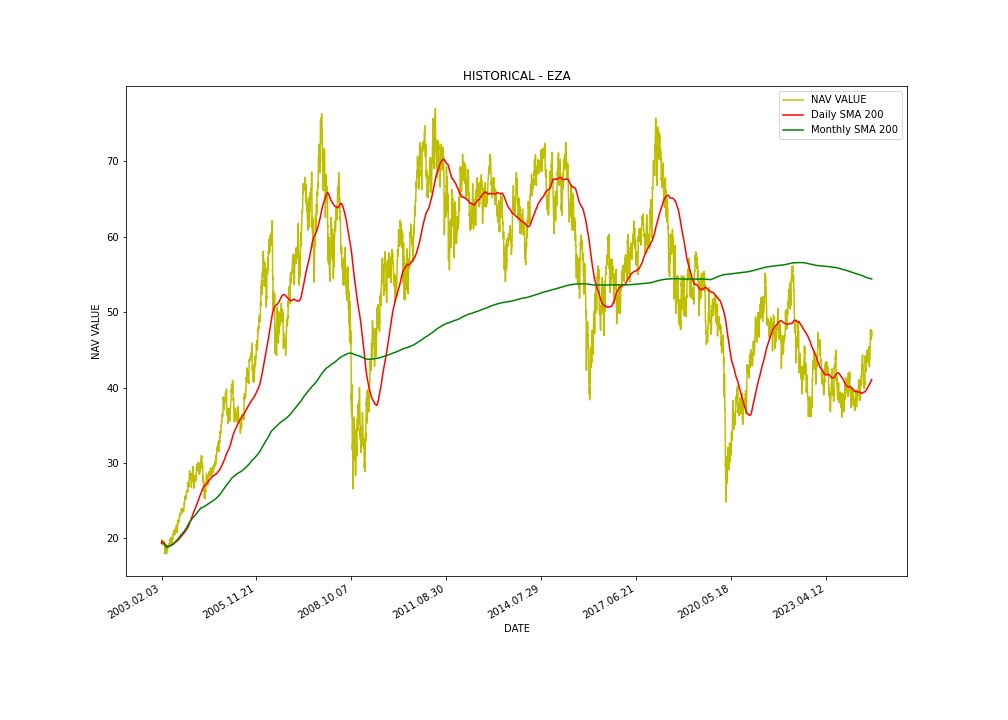 HISTORICAL - EZA
NAV VALUE
Daily SMA 200
Monthly SMA 200
70
60
50
40
30
20
NAV VALUE
2003.02.03
2005.11.21
2008.10.07
2011.08.30
2014.07.29
2017.06.21
2020.05.18
2023.04.12
DATE